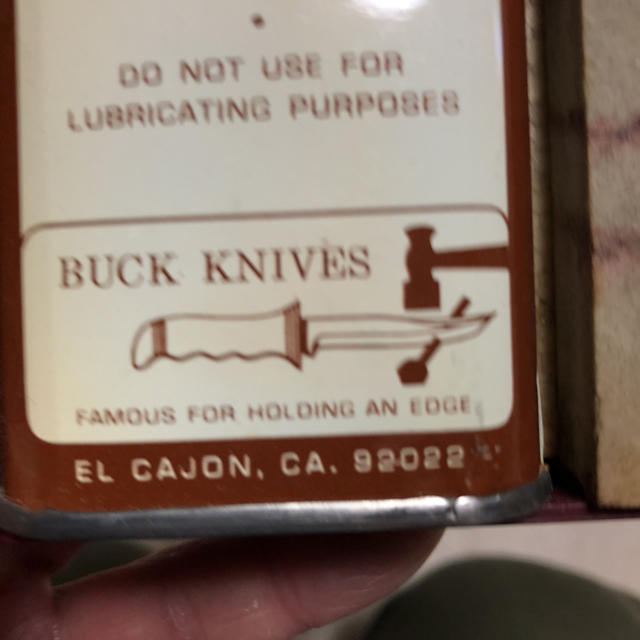 DO NOT USE FOR
LUBRICATING PURPOSES
BUCK KNIVES
FAMOUS FOR HOLDING AN EDGE
EL CAJON, CA. 92022